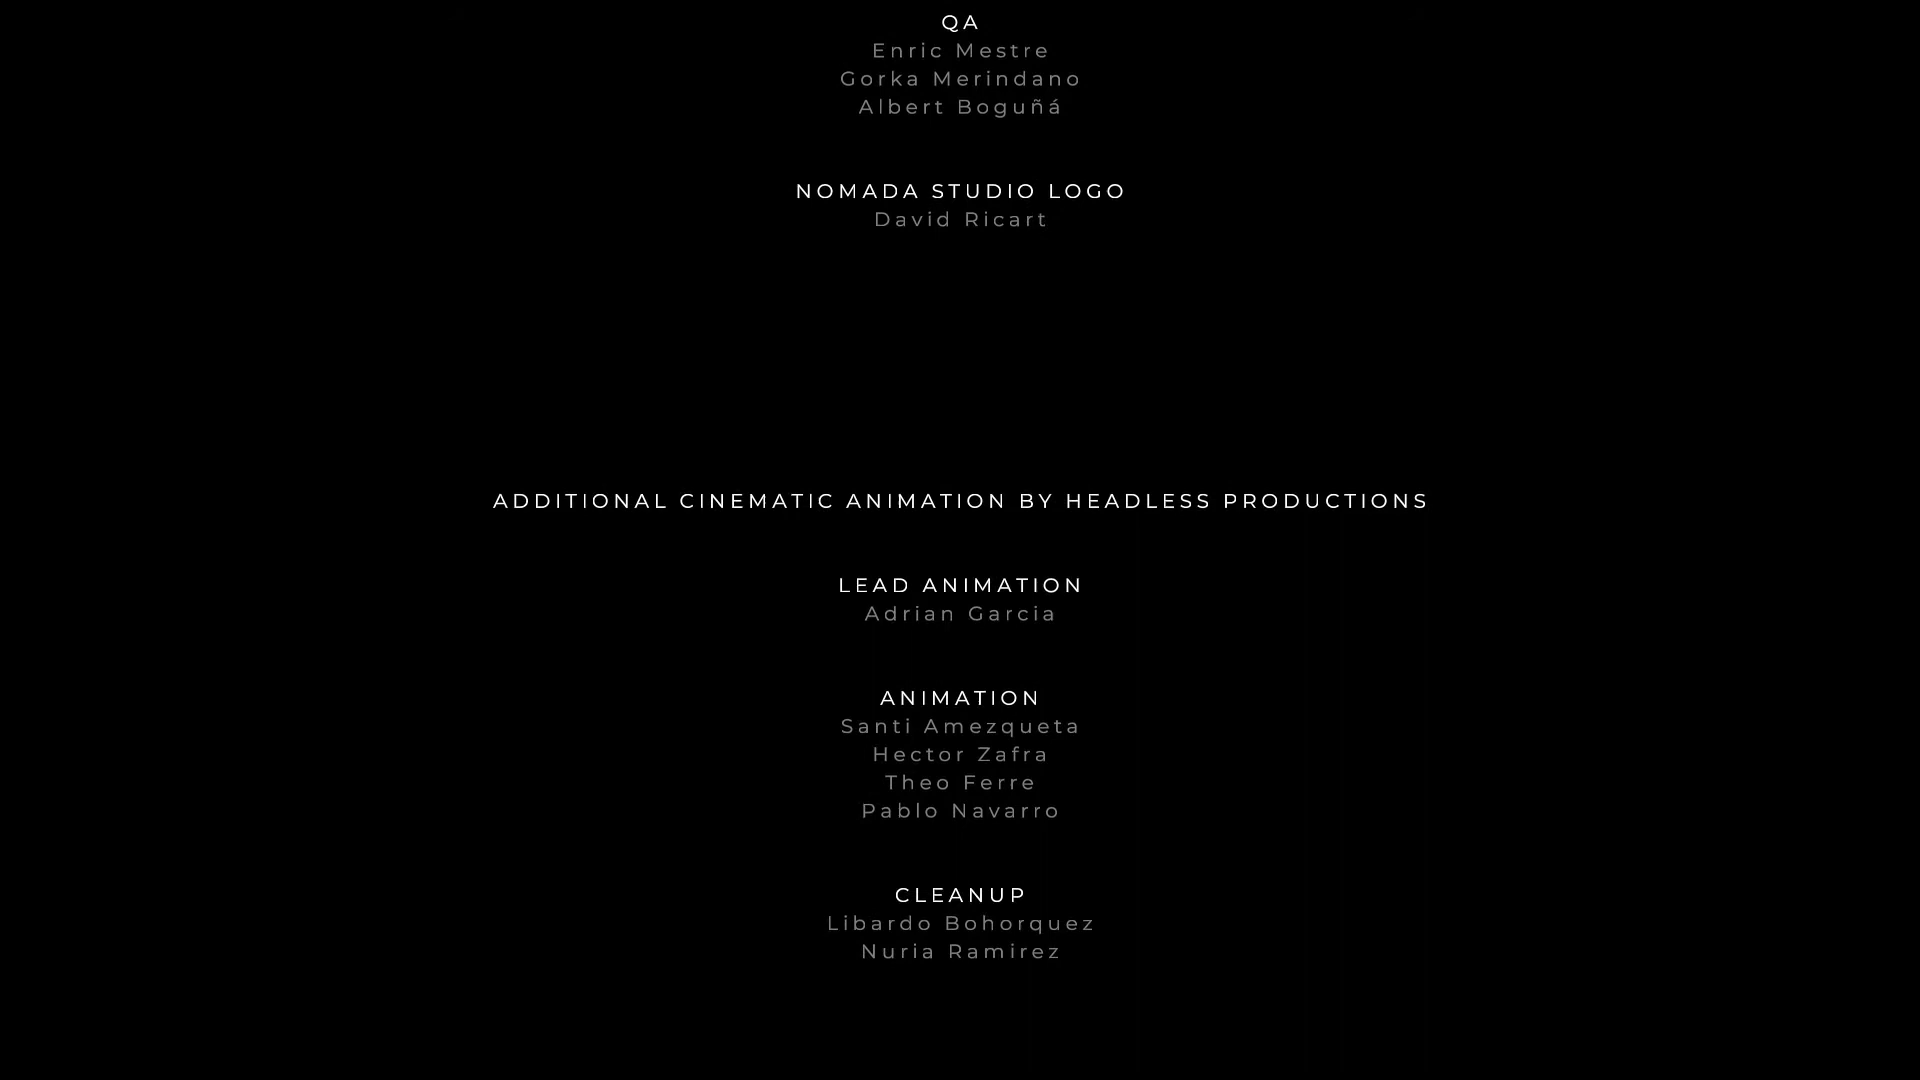 QA
Enric Mestre
Gorka Merindano
Albert Boguñá
NOMADA STUDIO LOGO
David Ricart
ADDITIONAL CINEMATIC ANIMATION BY HEADLESS PRODUCTIONS
LEAD ANIMATION
Adrian Garcia
ANIMATION
Santi Amezqueta
Hector Zafra
Theo Ferre
Pablo Navarro
CLEANUP
Libardo Bohorquez
Nuria Ramirez